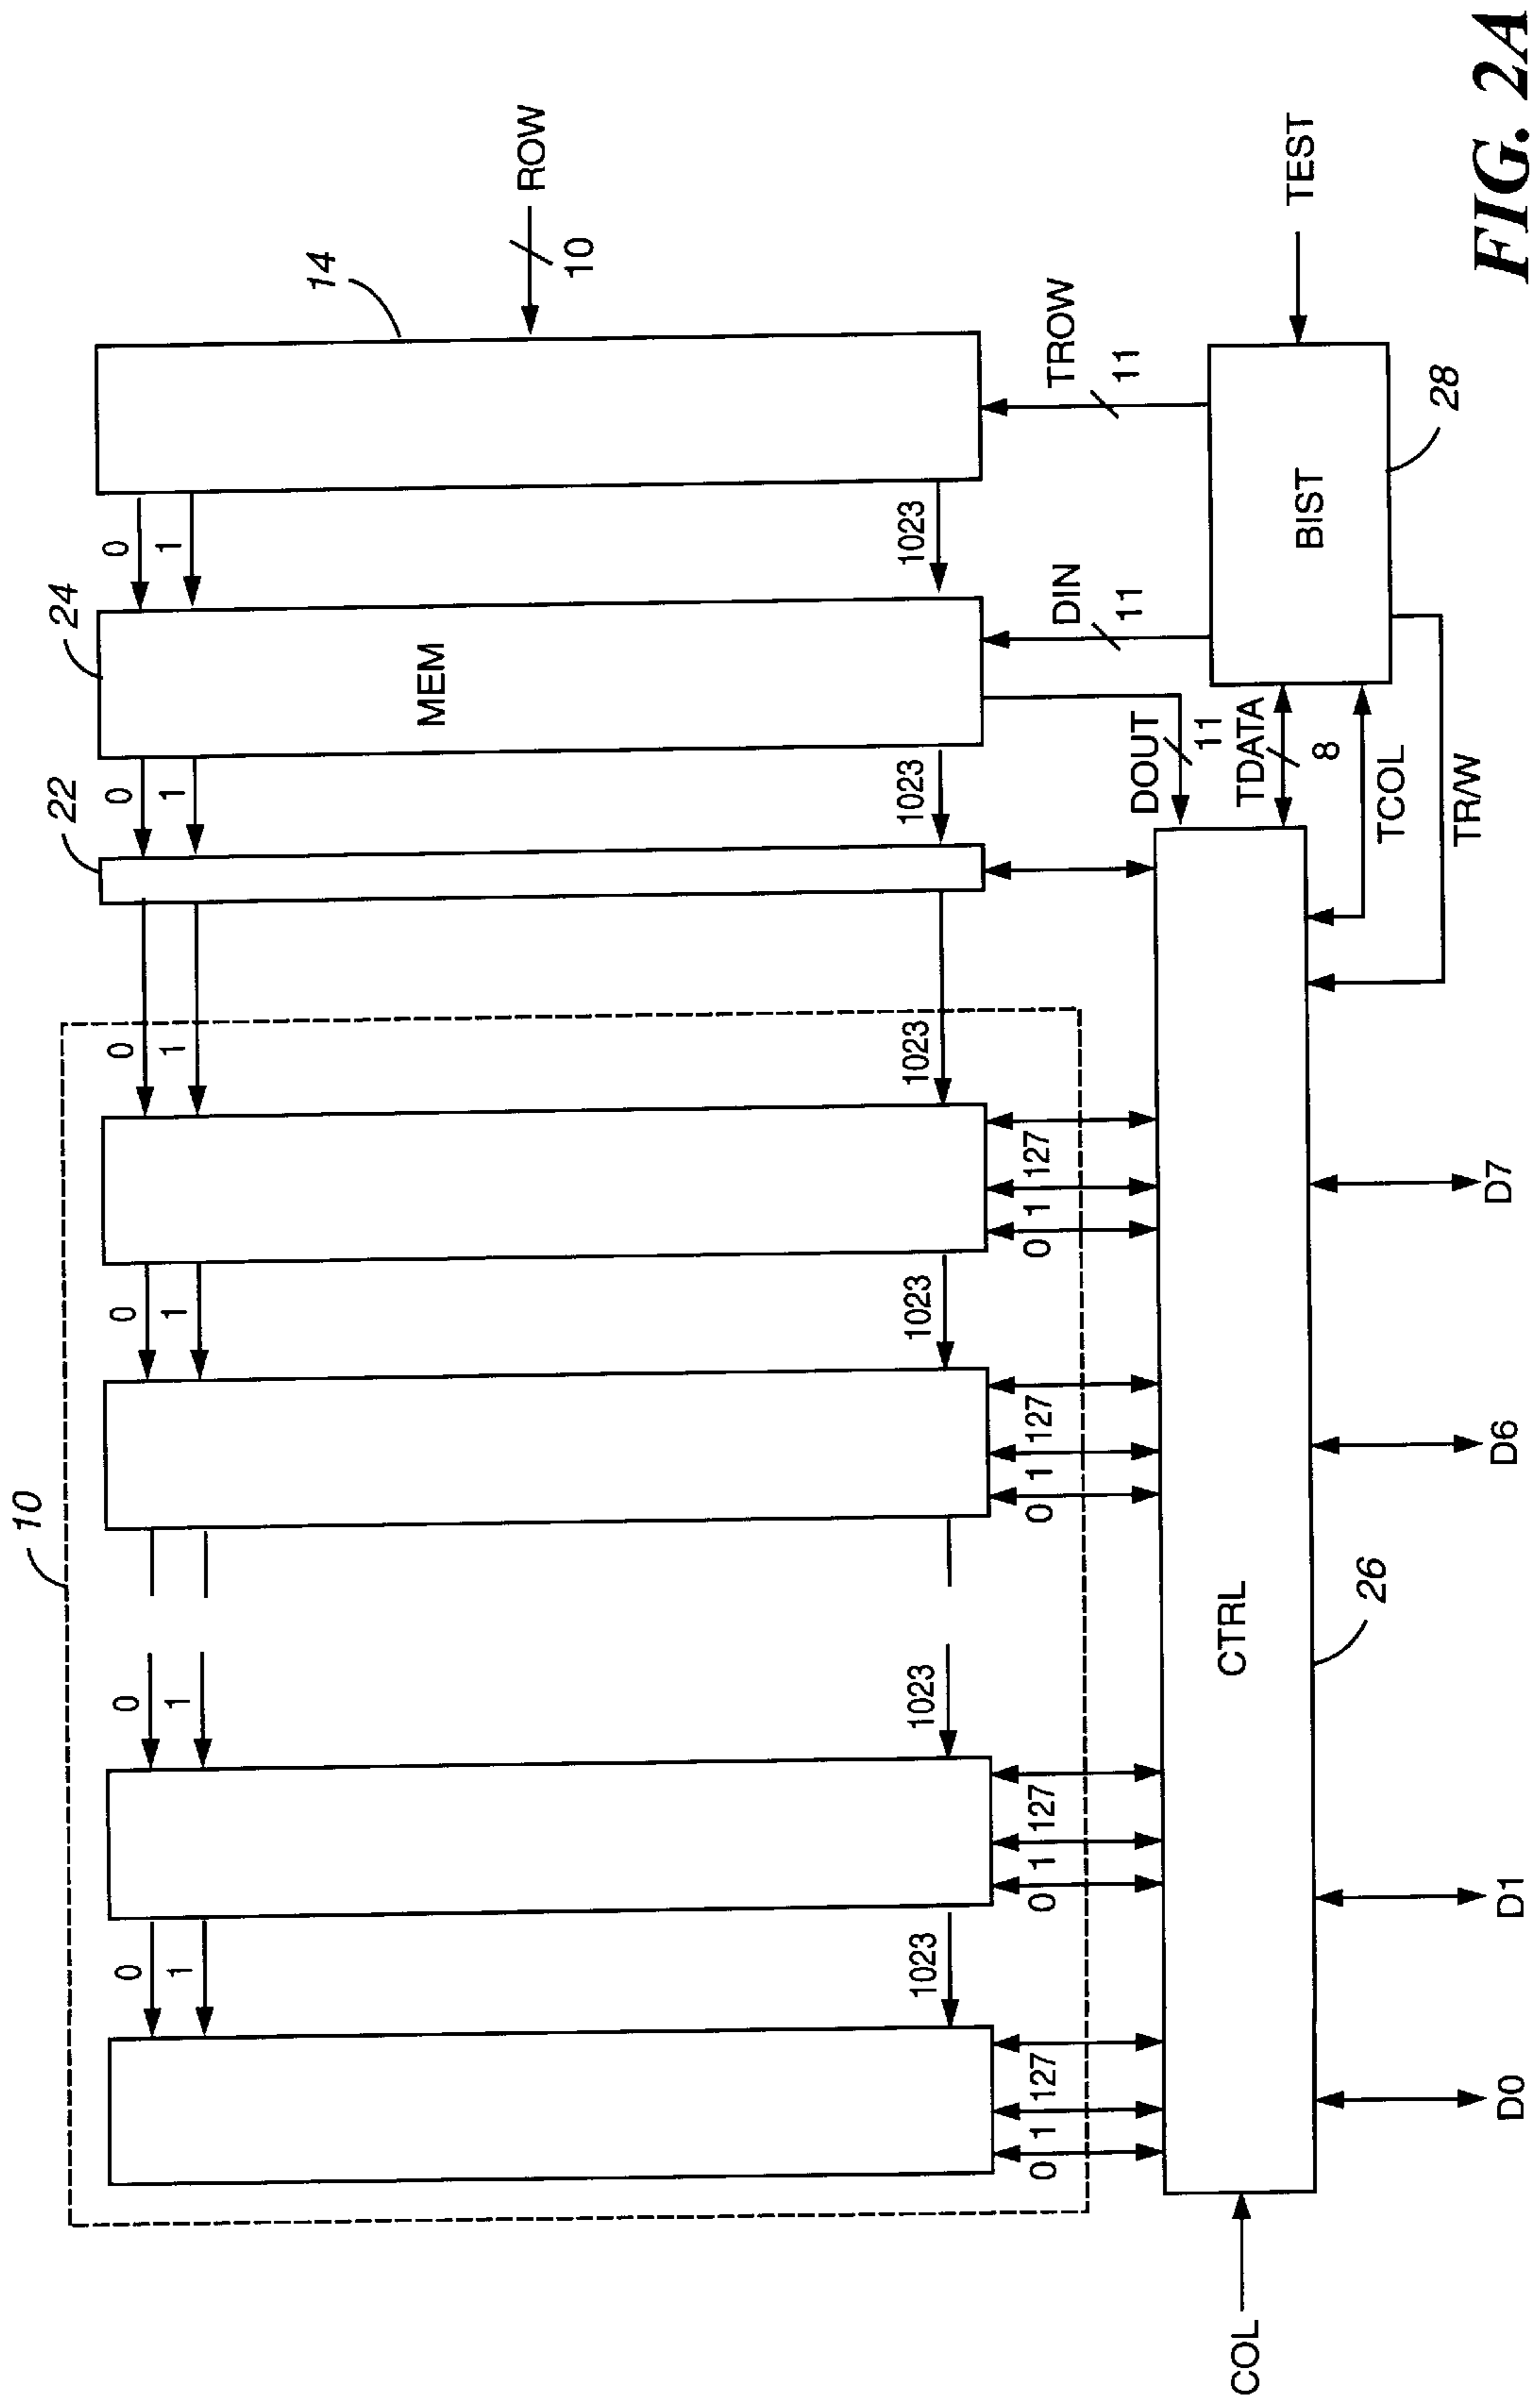 10
22
24
0
0
0
0
0
0
1
1
1
1
1
1
14
MEM
ROW
10
1023
1023
1023
1023
1023
1023
0 1 127
0 1 127
0 1 127
0 1 127
DIN
11
TROW
11
DOUT
11
TDATA
8
COL
CTRL
BIST
TEST
TCOL
26
28
TR/W
D0
D1
D6
D7
FIG. 2A